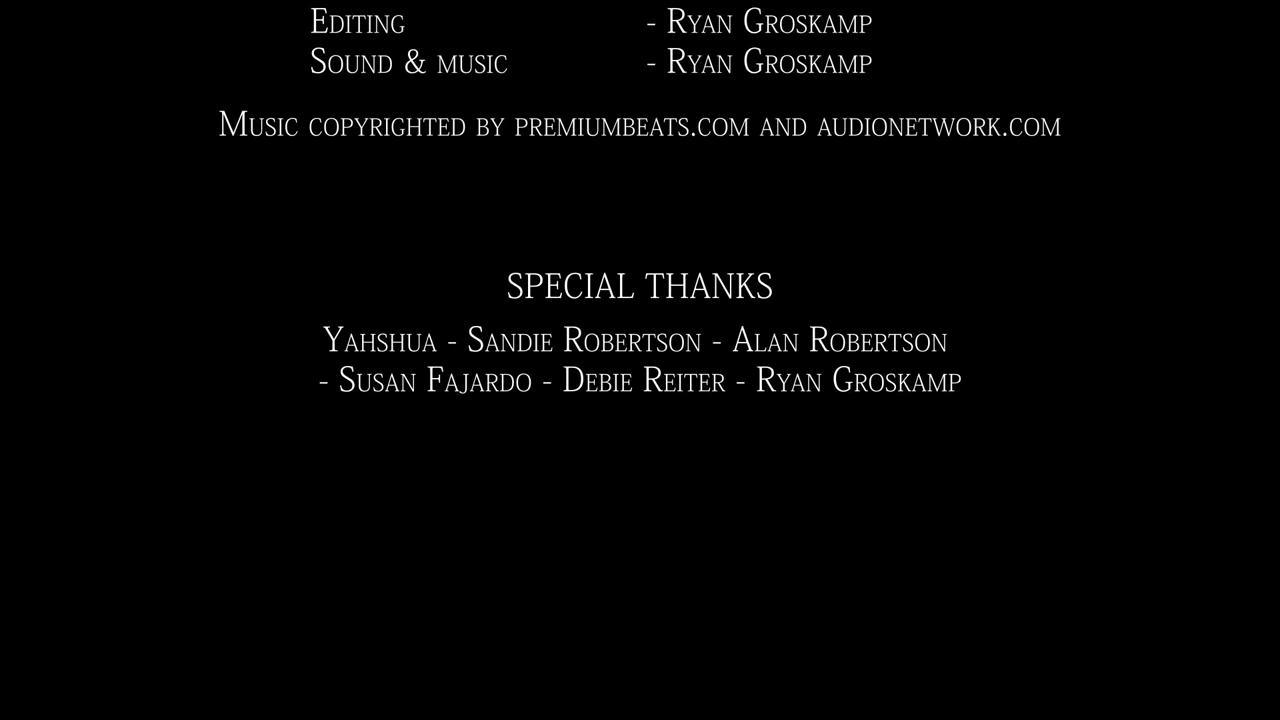 Editing - Ryan Groskamp
Sound & music - Ryan Groskamp
Music copyrighted by premiumbeats.com and audionetwork.com
SPECIAL THANKS
Yahshua - Sandie Robertson - Alan Robertson
- Susan Fajardo - Debie Reiter - Ryan Groskamp